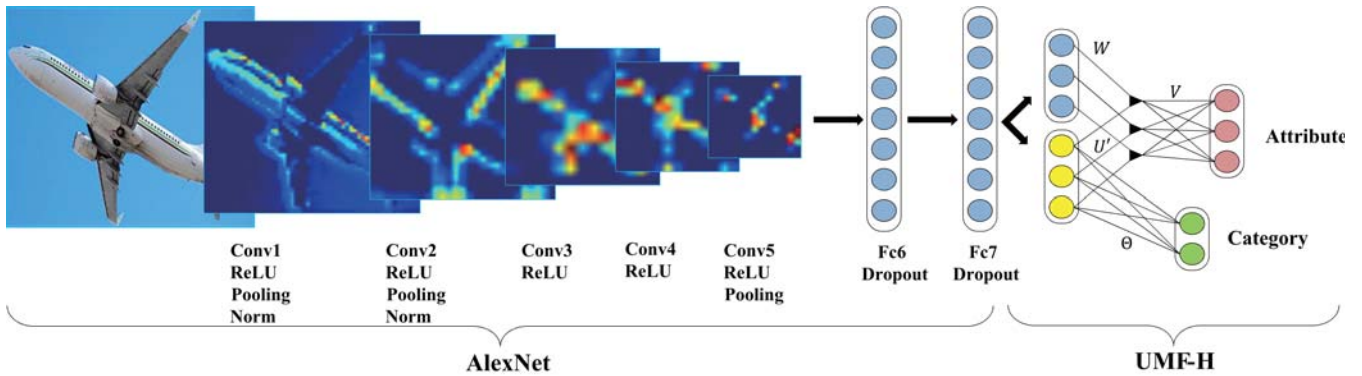 W
V
U'
Θ
Attribute
Category
Conv1
ReLU
Pooling
Norm
Conv2
ReLU
Pooling
Norm
Conv3
ReLU
Conv4
ReLU
Conv5
ReLU
Pooling
Fc6
Dropout
Fc7
Dropout
AlexNet
UMF-H